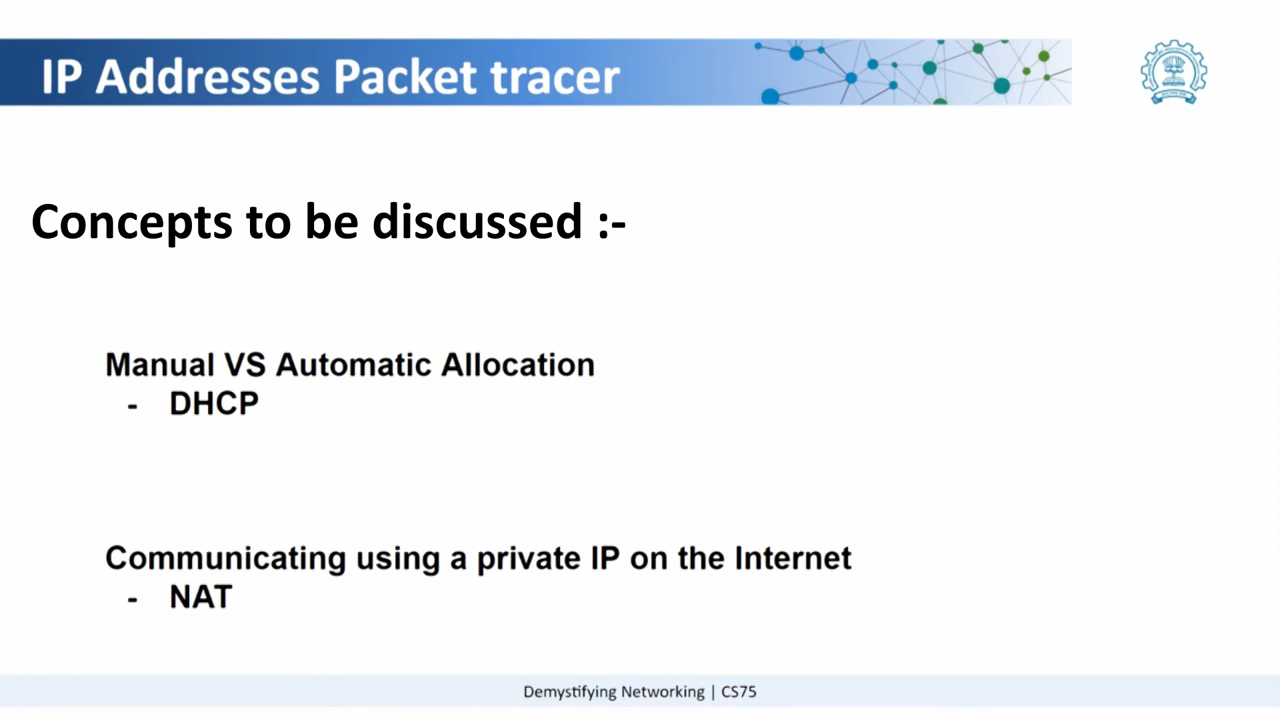 IP Addresses Packet tracer
Concepts to be discussed :-
Manual VS Automatic Allocation
- DHCP
Communicating using a private IP on the Internet
- NAT
Demystifying Networking | CS75